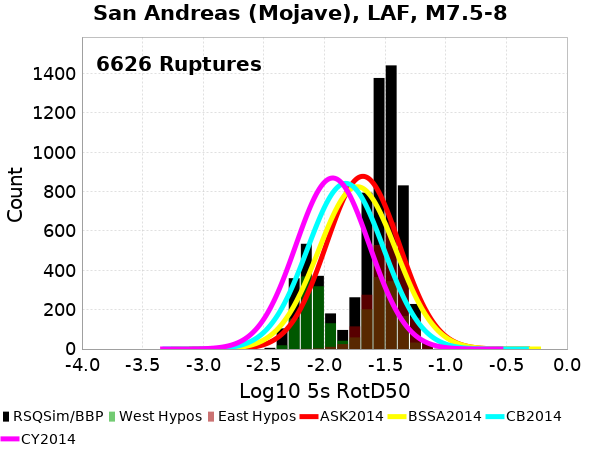 San Andreas (Mojave), LAF, M7.5-8
6626 Ruptures
Count
1400
1200
1000
800
600
400
200
0
-4.0 -3.5 -3.0 -2.5 -2.0 -1.5 -1.0 -0.5 0.0
Log10 5s RotD50
RSQSim/BBP West Hypos East Hypos ASK2014 BSSA2014 CB2014
CY2014